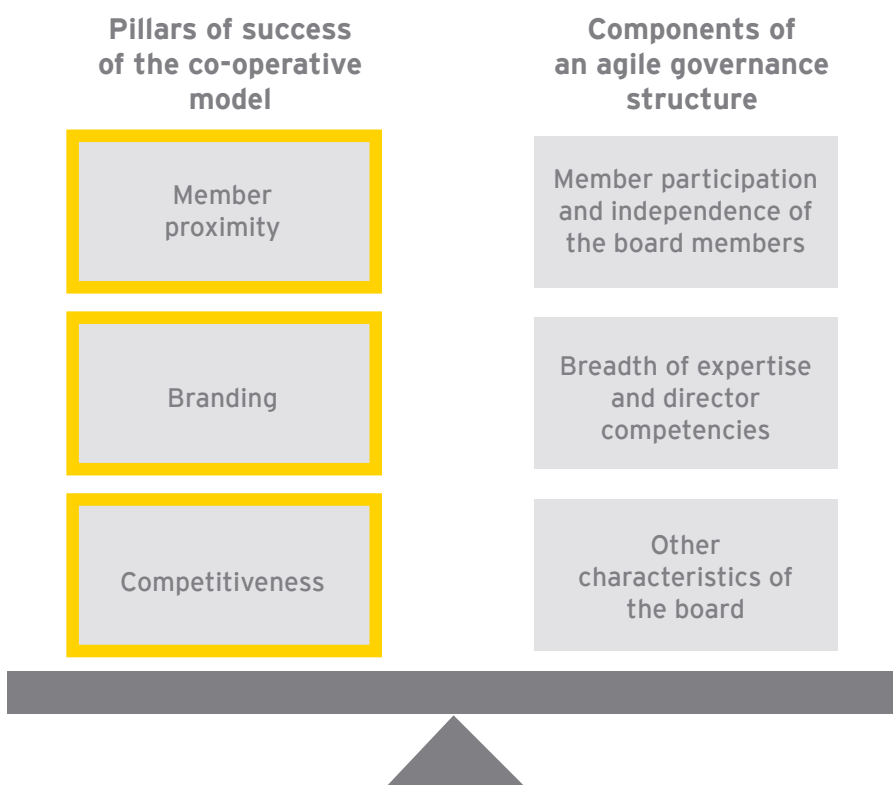 Pillars of success
of the co-operative
model
Components of
an agile governance
structure
Member
proximity
Member participation
and independence of
the board members
Branding
Breadth of expertise
and director
competencies
Competitiveness
Other
characteristics of
the board